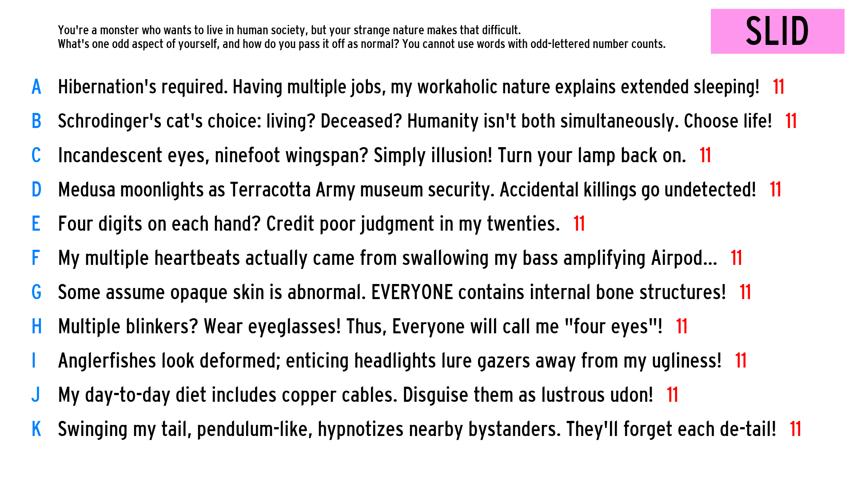 You're a monster who wants to live in human society, but your strange nature makes that difficult.
What's one odd aspect of yourself, and how do you pass it off as normal? You cannot use words with odd-lettered number counts.
SLID
A Hibernation's required. Having multiple jobs, my workaholic nature explains extended sleeping! 11
B Schrodinger's cat's choice: living? Deceased? Humanity isn't both simultaneously. Choose life! 11
C Incandescent eyes, ninefoot wingspan? Simply illusion! Turn your lamp back on. 11
D Medusa moonlights as Terracotta Army museum security. Accidental killings go undetected! 11
E Four digits on each hand? Credit poor judgment in my twenties. 11
F My multiple heartbeats actually came from swallowing my bass amplifying Airpod... 11
G Some assume opaque skin is abnormal. EVERYONE contains internal bone structures! 11
H Multiple blinkers? Wear eyeglasses! Thus, Everyone will call me "four eyes"! 11
I Anglerfishes look deformed; enticing headlights lure gazers away from my ugliness! 11
J My day-to-day diet includes copper cables. Disguise them as lustrous udon! 11
K Swinging my tail, pendulum-like, hypnotizes nearby bystanders. They'll forget each de-tail! 11